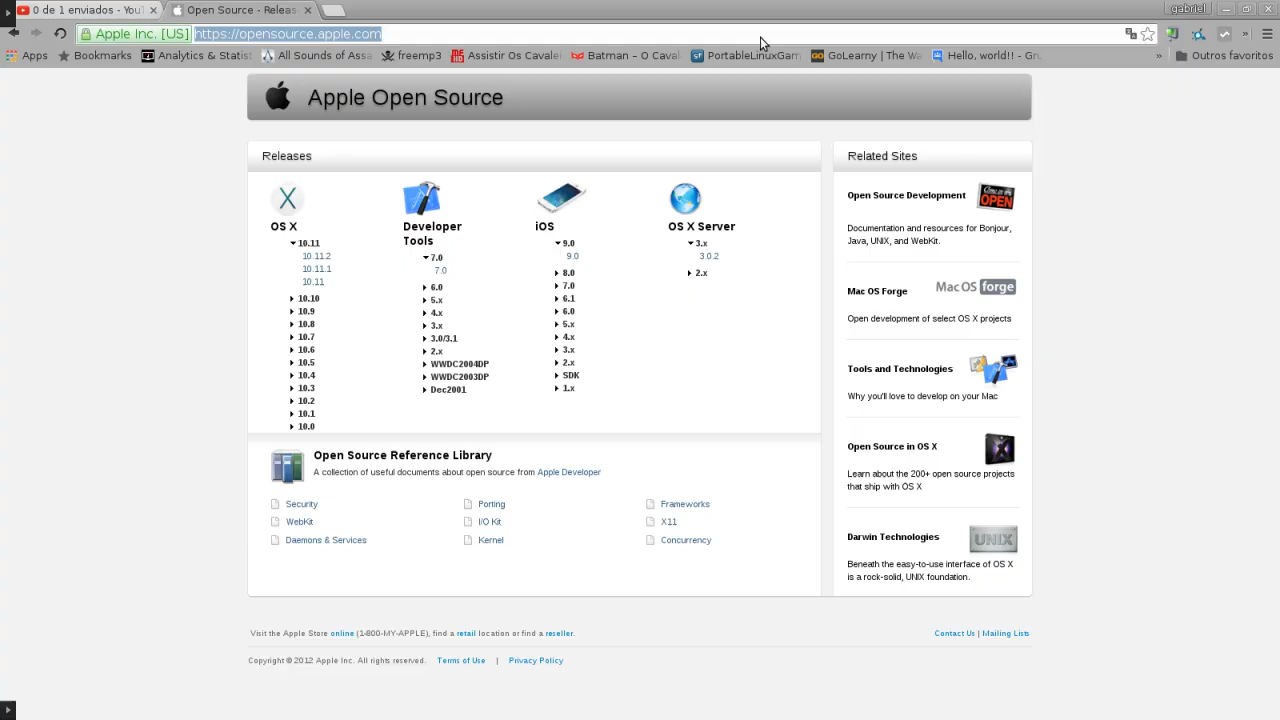 0 de 1 enviados - You
Open Source - Releas
gabriel
Apple Inc. [US]
https://opensource.apple.com
Apps
Bookmarks
Analytics & Statist
All Sounds of Assa
freemp3
Assistir Os Cavalei
Batman – O Caval
PortableLinuxGam
GoLearny | The Wa
Hello, world!! - Gru
»
Outros favoritos
Apple Open Source
Releases
OS X
10.11
10.11.2
10.11.1
10.11
10.10
10.9
10.8
10.7
10.6
10.5
10.4
10.3
10.2
10.1
10.0
Developer
Tools
7.0
7.0
6.0
5.x
4.x
3.x
3.0/3.1
2.x
WWDC2004DP
WWDC2003DP
Dec2001
iOS
9.0
9.0
8.0
7.0
6.1
6.0
5.x
4.x
3.x
2.x
SDK
1.x
OS X Server
3.x
3.0.2
2.x
Open Source Reference Library
A collection of useful documents about open source from Apple Developer
Security
Porting
Frameworks
WebKit
I/O Kit
X11
Daemons & Services
Kernel
Concurrency
Related Sites
Open Source Development
OPEN
Documentation and resources for Bonjour,
Java, UNIX, and WebKit.
Mac OS Forge
Mac OS forge
Open development of select OS X projects
Tools and Technologies
Why you'll love to develop on your Mac
Open Source in OS X
Learn about the 200+ open source projects
that ship with OS X
Darwin Technologies
UNIX
Beneath the easy-to-use interface of OS X
is a rock-solid, UNIX foundation.
Visit the Apple Store online (1-800-MY-APPLE), find a retail location or find a reseller.
Contact Us | Mailing Lists
Copyright © 2012 Apple Inc. All rights reserved. Terms of Use | Privacy Policy